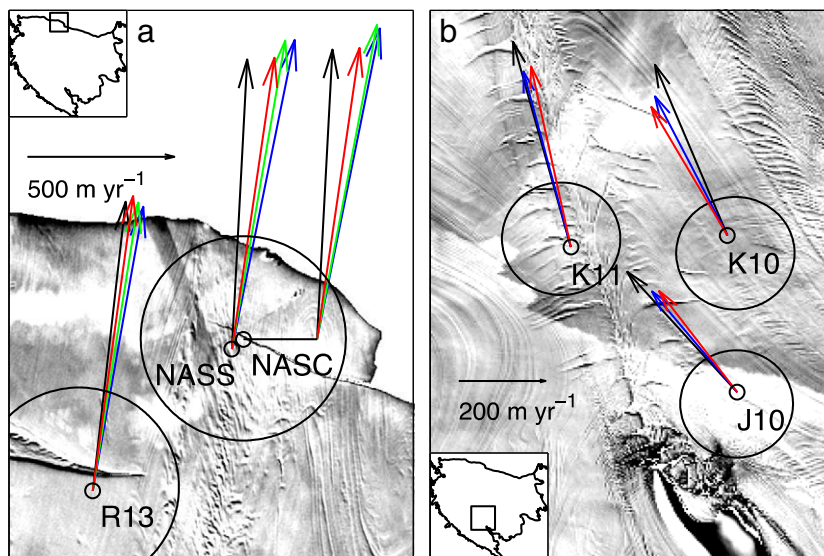 a
500 m yr⁻¹
NASS
NASC
R13
b
K11
K10
200 m yr⁻¹
J10